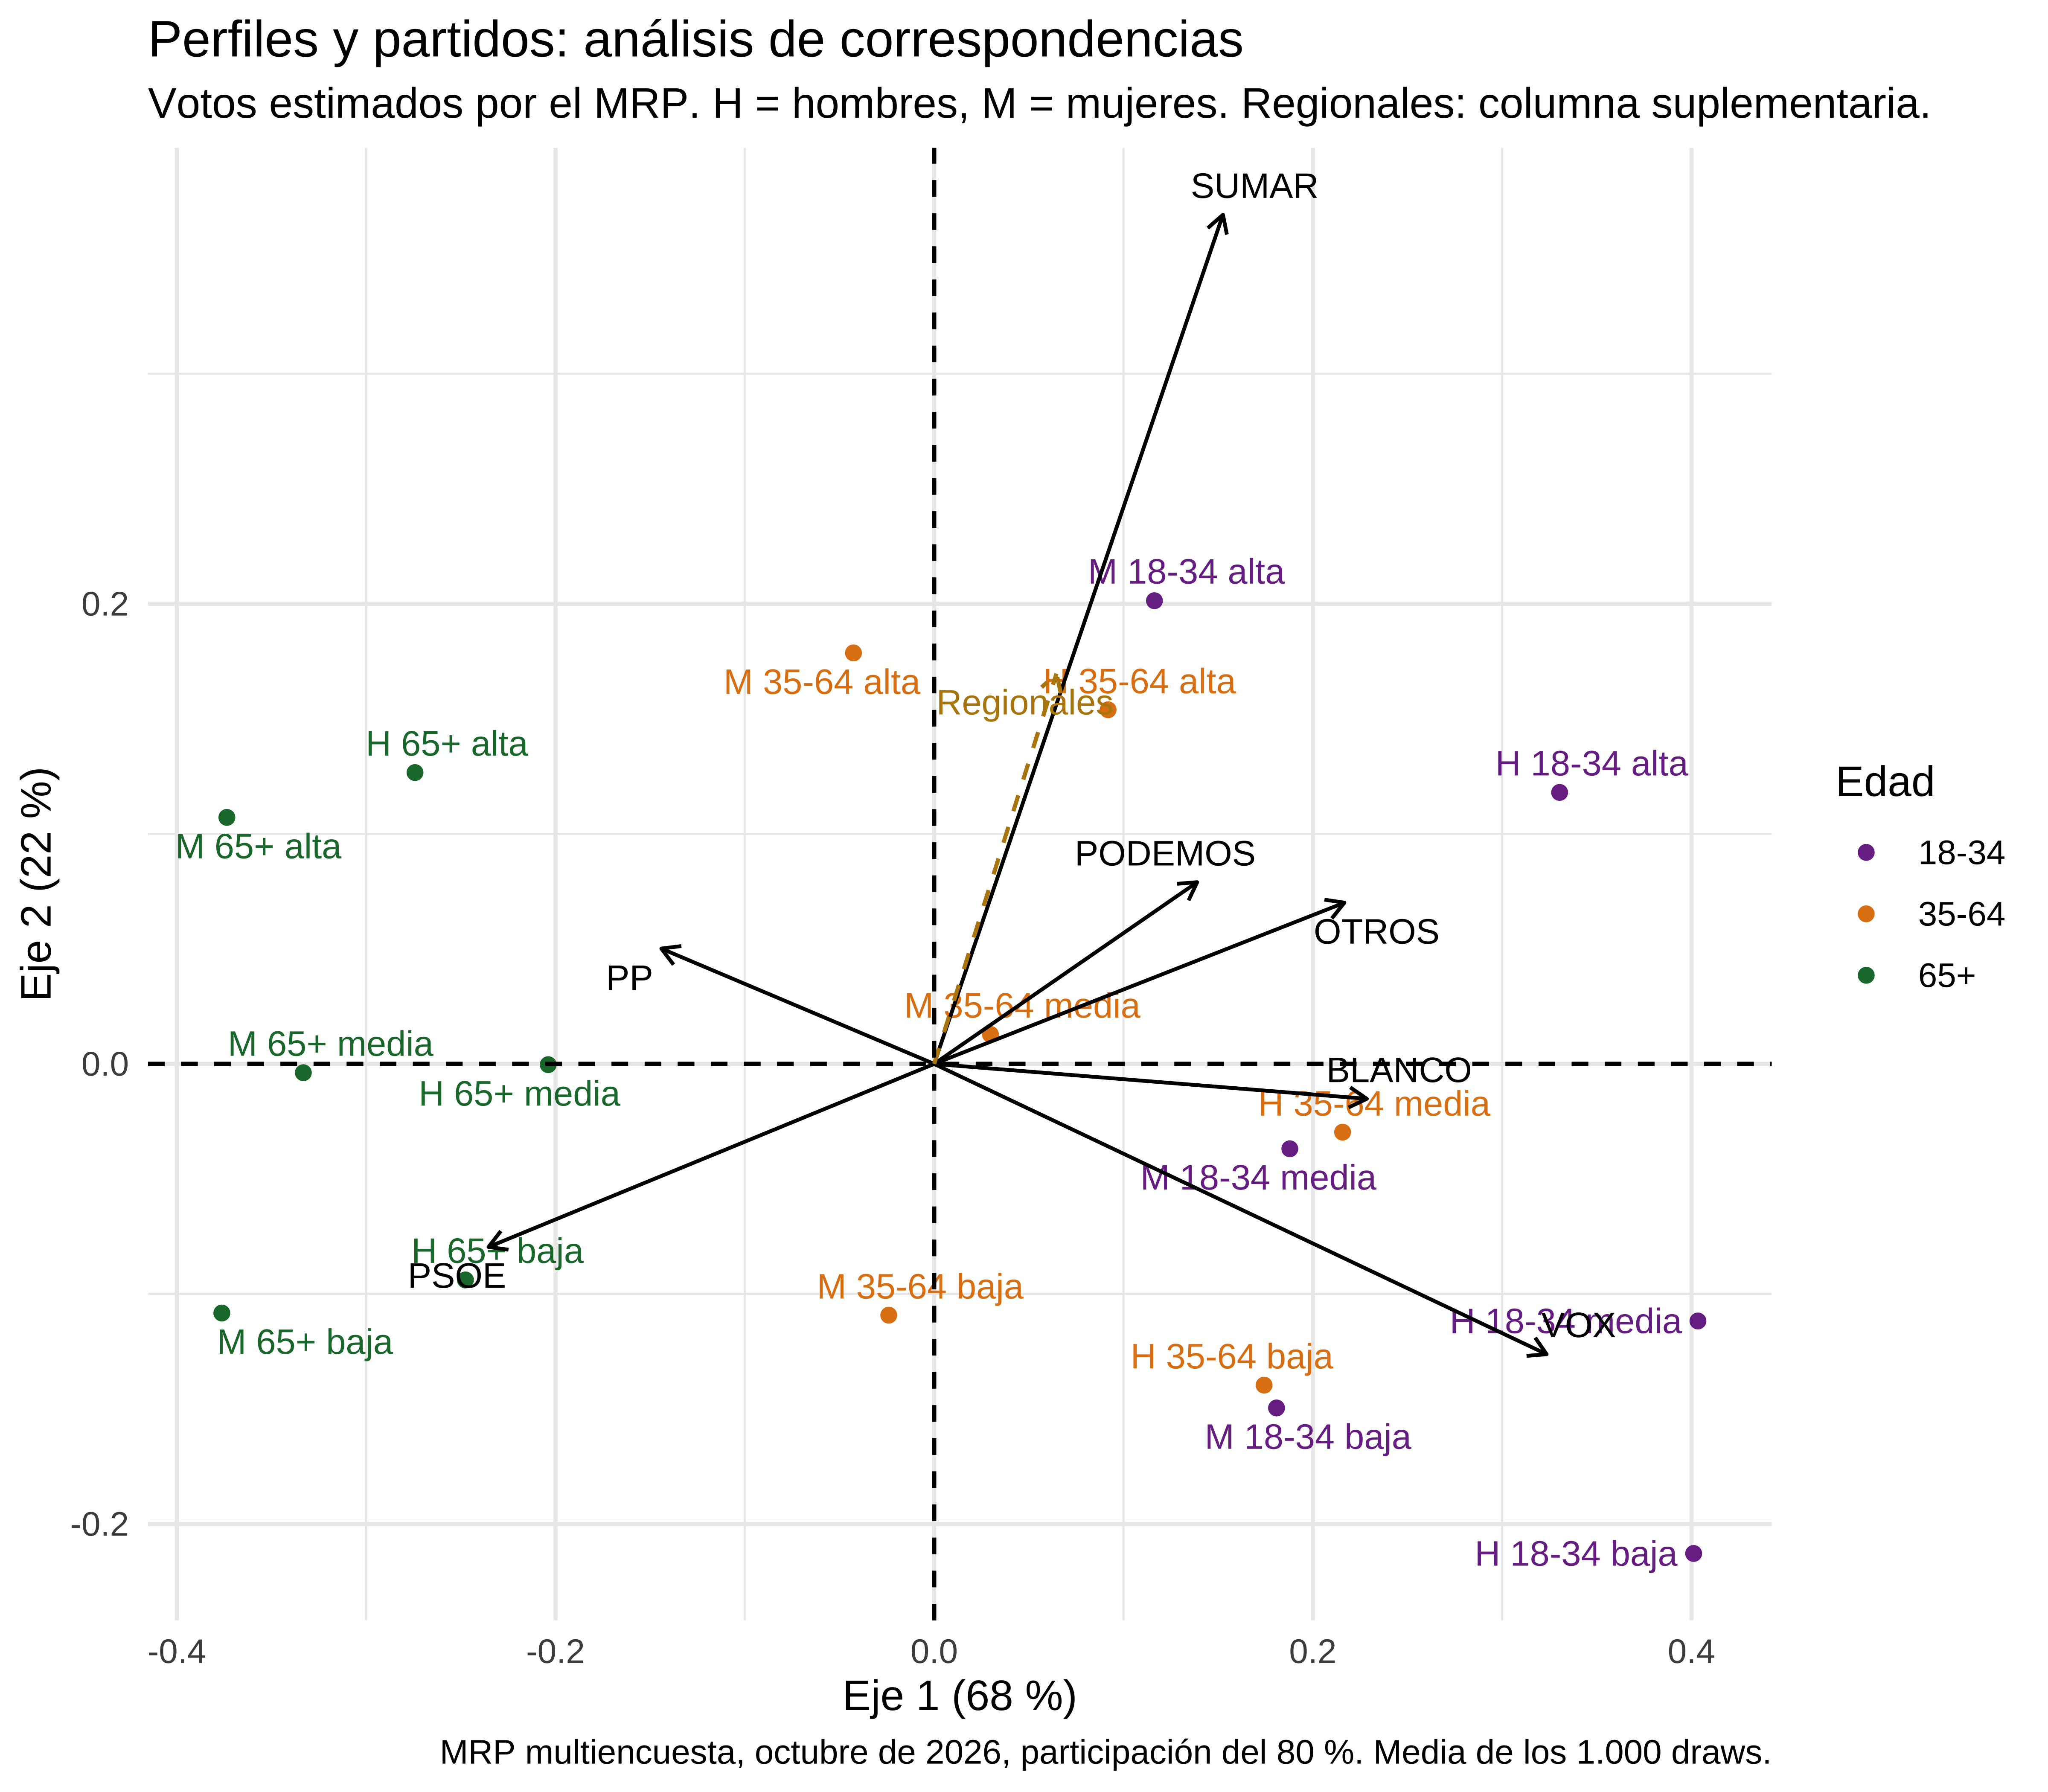 Perfiles y partidos: análisis de correspondencias
Votos estimados por el MRP. H = hombres, M = mujeres. Regionales: columna suplementaria.
SUMAR
M 18-34 alta
0.2
M 35-64 alta
H 35-64 alta
Regionales
H 65+ alta
H 18-34 alta
M 65+ alta
PODEMOS
OTROS
PP
M 35-64 media
M 65+ media
0.0
BLANCO
H 65+ media
H 35-64 media
M 18-34 media
H 65+ baja
PSOE
M 35-64 baja
M 65+ baja
H 18-34 media
VOX
H 35-64 baja
M 18-34 baja
-0.2
H 18-34 baja
Eje 2 (22 %)
-0.4
-0.2
0.0
0.2
0.4
Eje 1 (68 %)
Edad
18-34
35-64
65+
MRP multiencuesta, octubre de 2026, participación del 80 %. Media de los 1.000 draws.